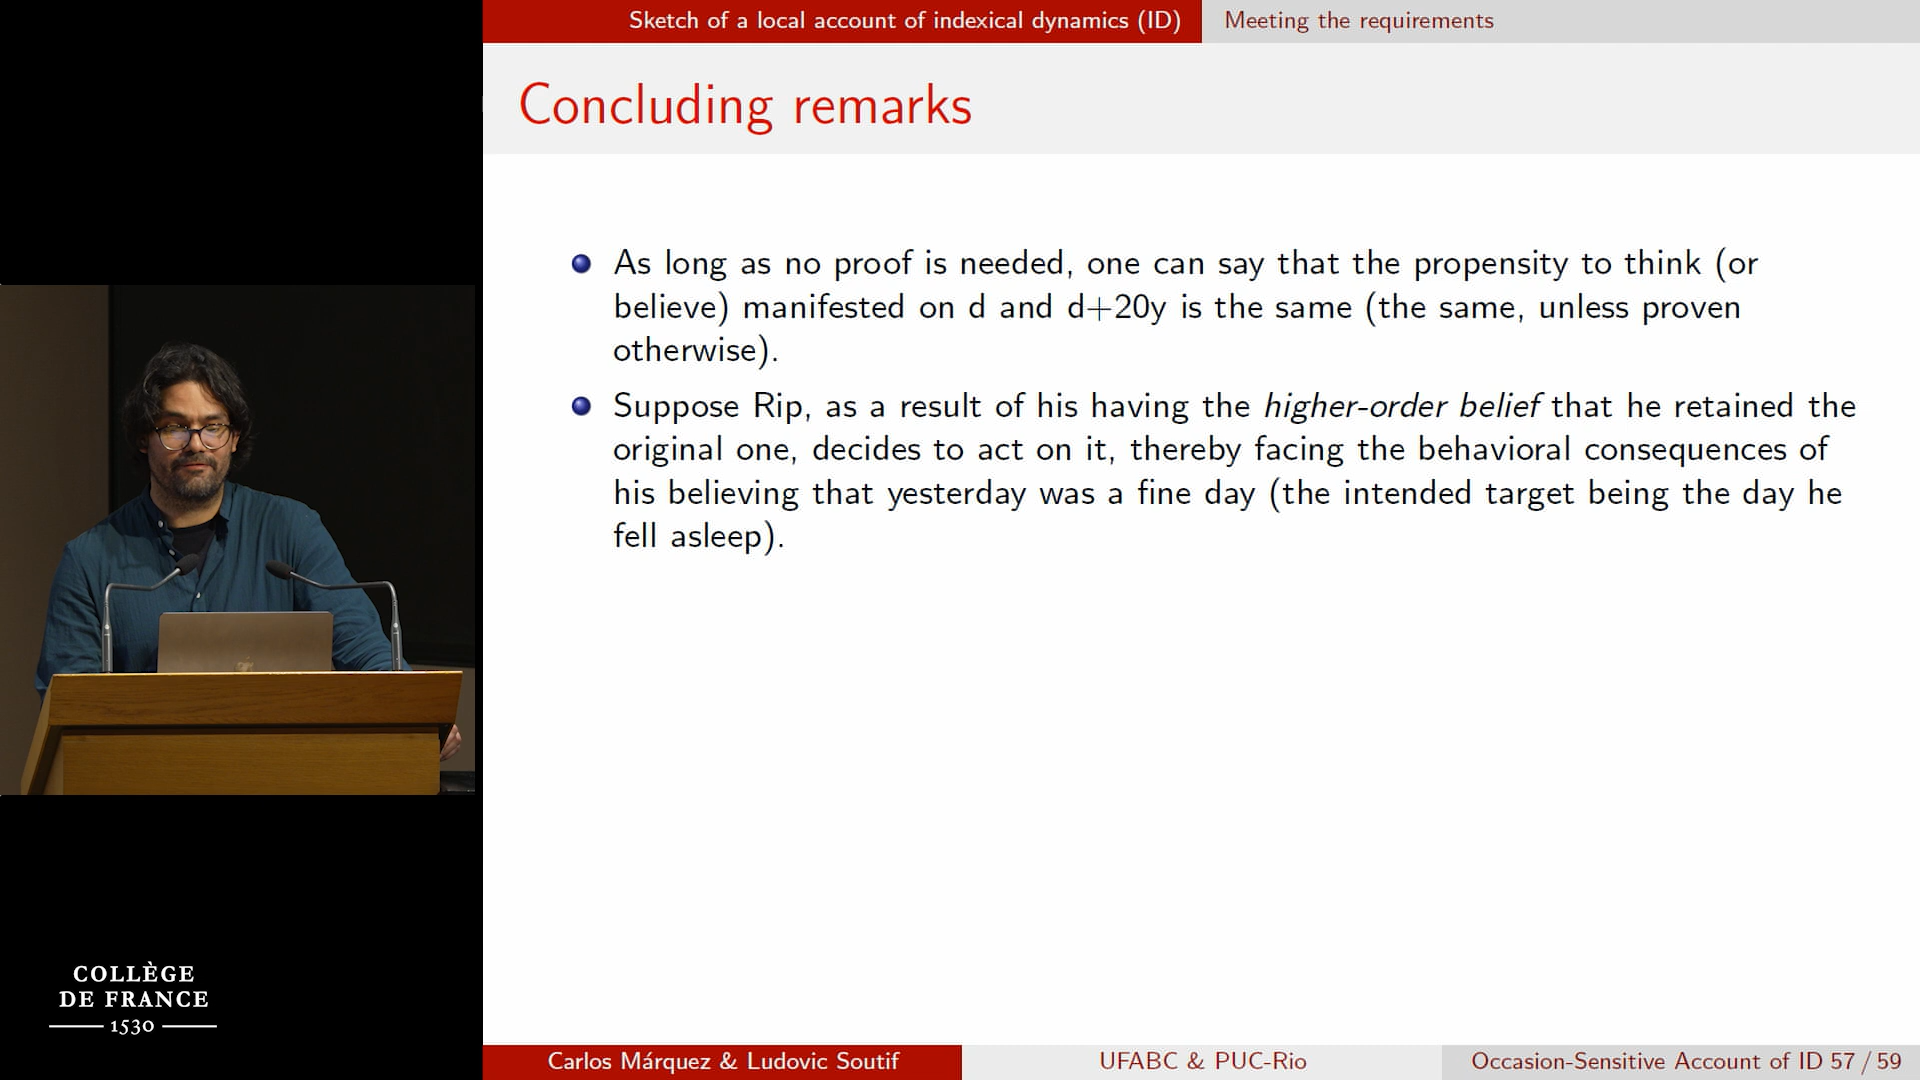 Sketch of a local account of indexical dynamics (ID)
Meeting the requirements
Concluding remarks
As long as no proof is needed, one can say that the propensity to think (or
believe) manifested on d and d+20y is the same (the same, unless proven
otherwise).
Suppose Rip, as a result of his having the higher-order belief that he retained the
original one, decides to act on it, thereby facing the behavioral consequences of
his believing that yesterday was a fine day (the intended target being the day he
fell asleep).
COLLÈGE
DE FRANCE
1530
Carlos Márquez & Ludovic Soutif
UFABC & PUC-Rio
Occasion-Sensitive Account of ID 57 / 59